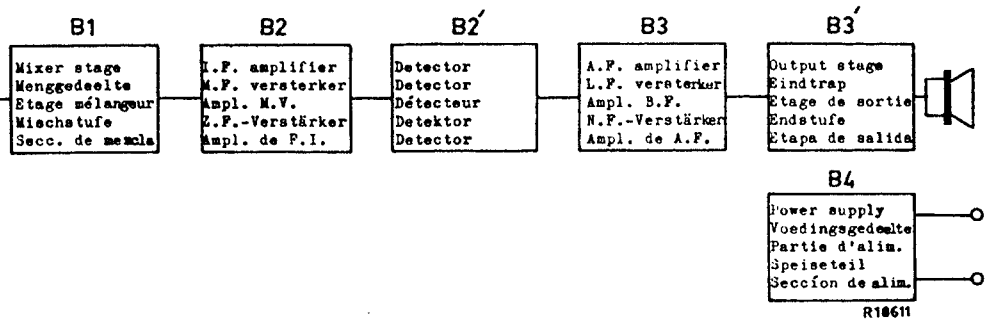 B1
Mixer stage
Menggedeelte
Etage mélangeur
Mischstufe
Secc. de mezcla
B2
I.F. amplifier
M.F. versterker
Ampl. M.V.
Z.F.-Verstärker
Ampl. de F.I.
B2′
Detector
Detector
Détecteur
Detektor
Detector
B3
A.F. amplifier
L.F. versterker
Ampl. B.F.
N.F.-Verstärker
Ampl. de A.F.
B3′
Output stage
Eindtrap
Etage de sortie
Endstufe
Etapa de salida
B4
Power supply
Voedingsgedeelte
Partie d'alim.
Speiseteil
Seccíon de alim.
R10611